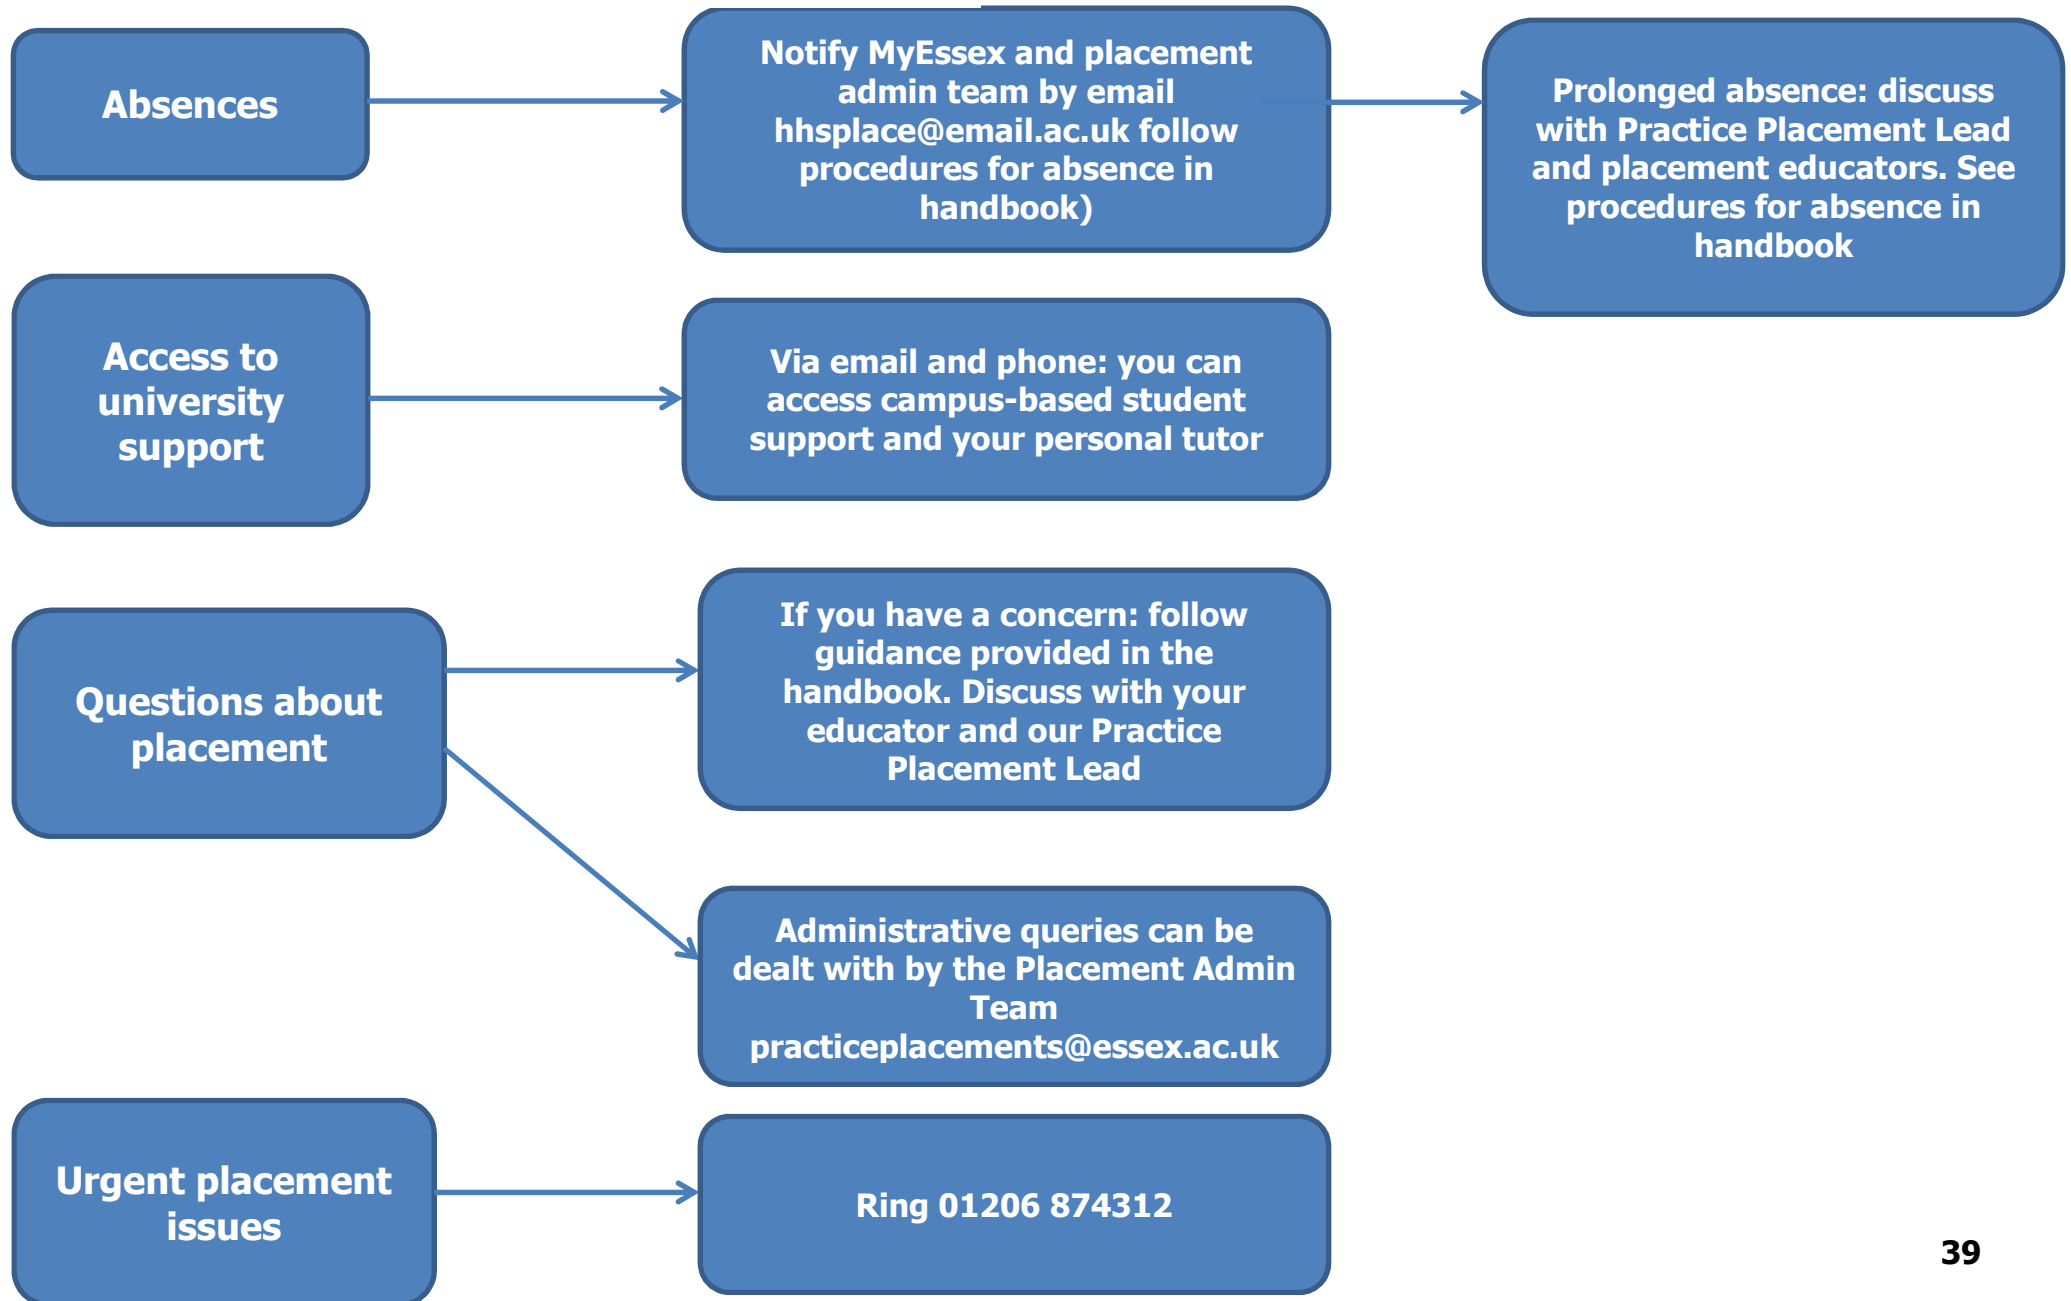 Absences
Notify MyEssex and placement
admin team by email
hhsplace@email.ac.uk follow
procedures for absence in
handbook)
Prolonged absence: discuss
with Practice Placement Lead
and placement educators. See
procedures for absence in
handbook
Access to
university
support
Via email and phone: you can
access campus-based student
support and your personal tutor
Questions about
placement
If you have a concern: follow
guidance provided in the
handbook. Discuss with your
educator and our Practice
Placement Lead
Administrative queries can be
dealt with by the Placement Admin
Team
practiceplacements@essex.ac.uk
Urgent placement
issues
Ring 01206 874312
39